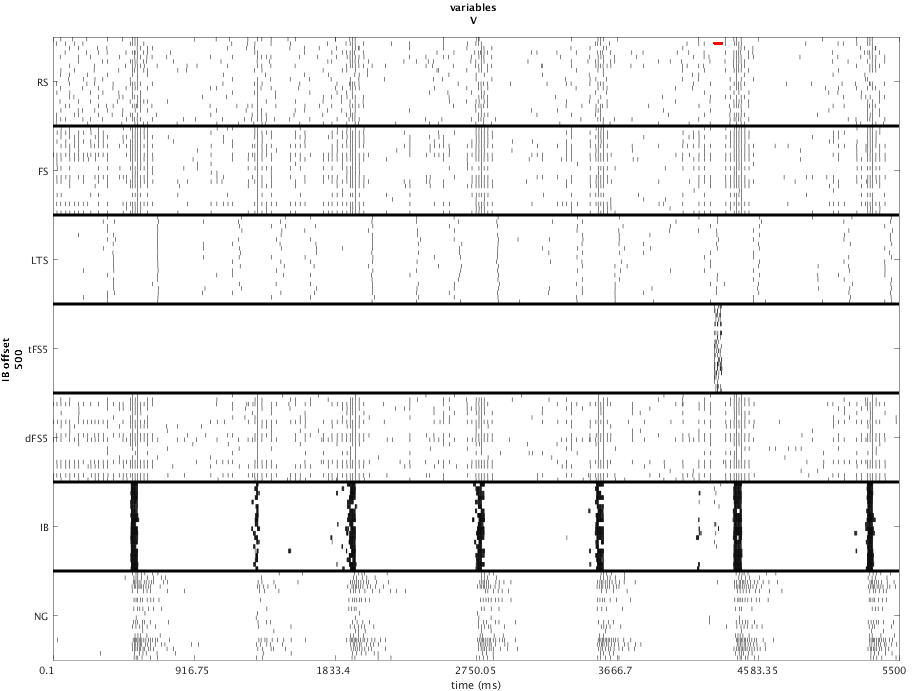 variables
V
RS
FS
LTS
tFS5
dFS5
IB
NG
IB offset
500
0.1 916.75 1833.4 2750.05 3666.7 4583.35 5500
time (ms)